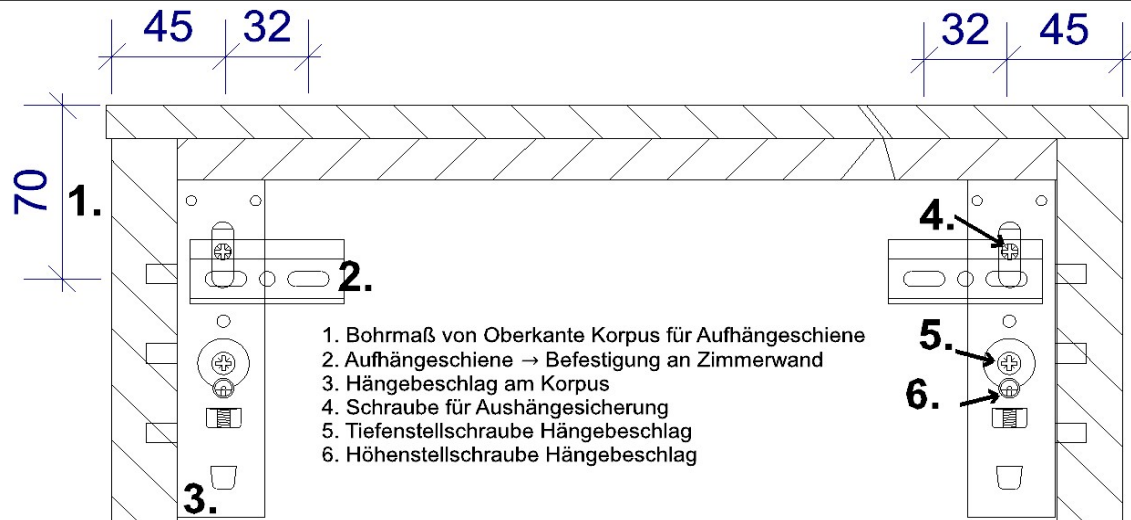 45 32 32 45
70
1.
4.
2.
1. Bohrmaß von Oberkante Korpus für Aufhängeschiene
2. Aufhängeschiene → Befestigung an Zimmerwand
3. Hängebeschlag am Korpus
4. Schraube für Aushängesicherung
5. Tiefenstellschraube Hängebeschlag
6. Höhenstellschraube Hängebeschlag
5.
6.
3.